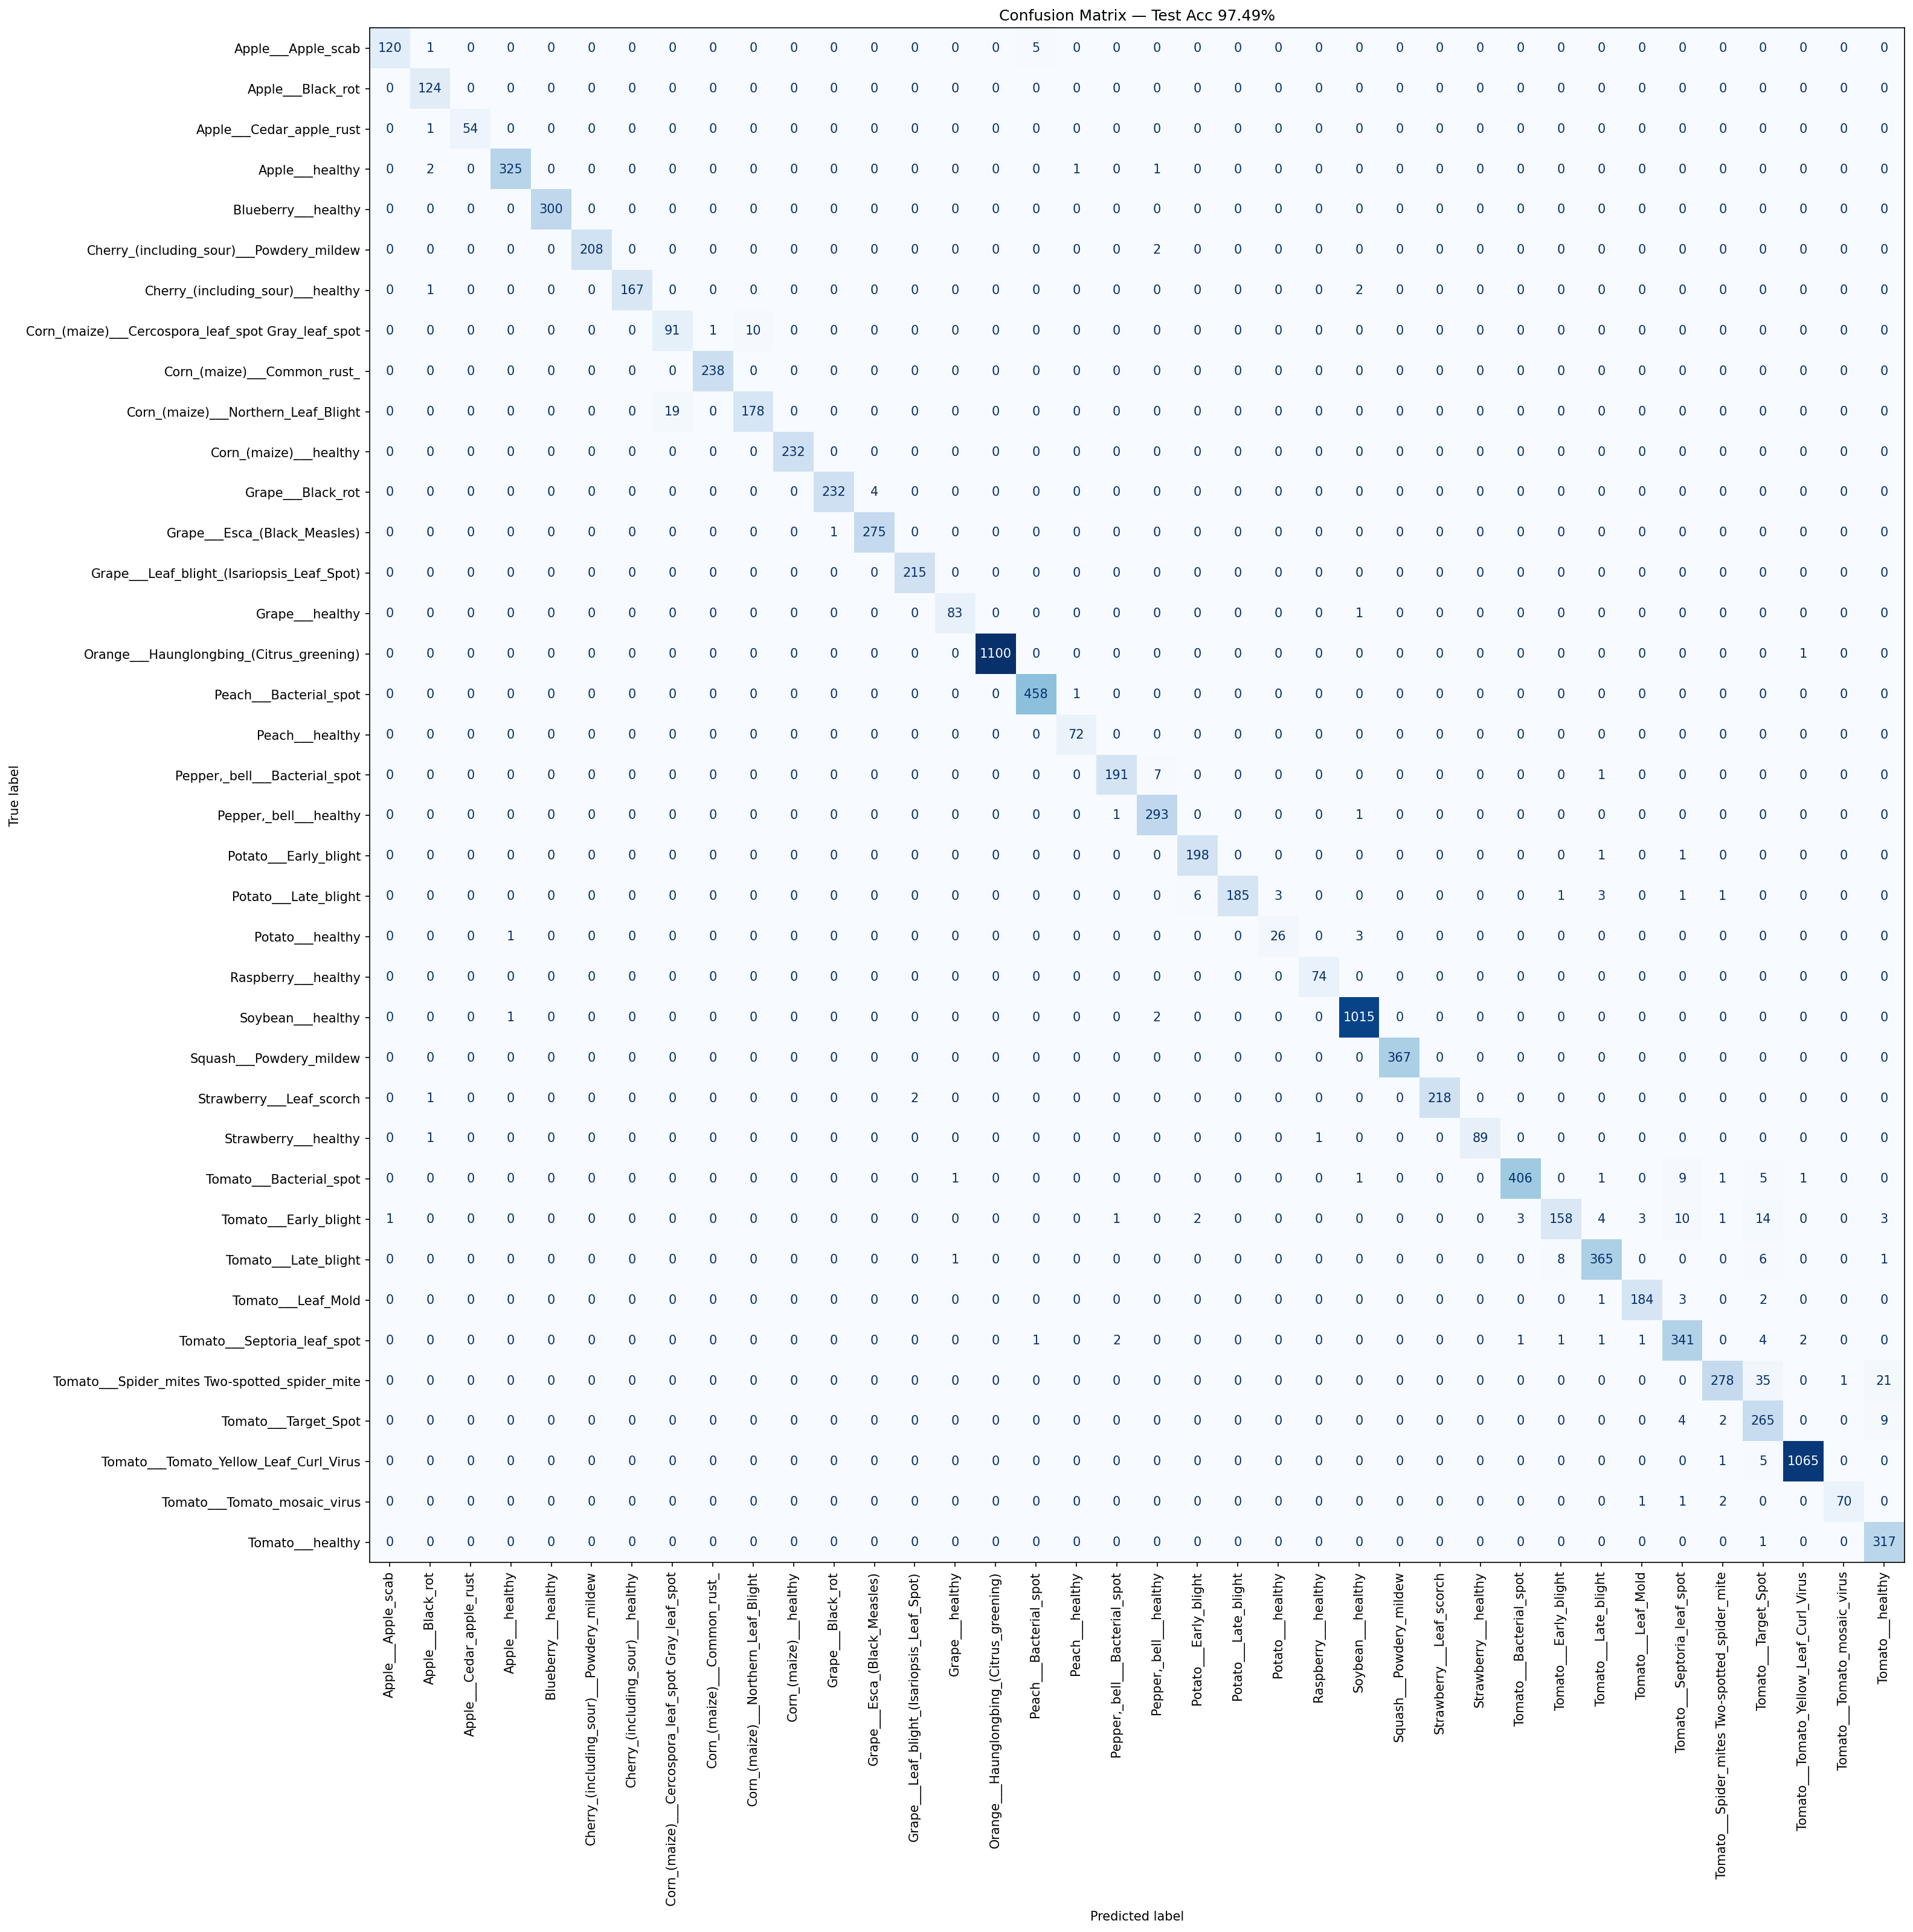 Confusion Matrix — Test Acc 97.49%
True label
Apple___Apple_scab 120 1 0 0 0 0 0 0 0 0 0 0 0 0 0 0 5 0 0 0 0 0 0 0 0 0 0 0 0 0 0 0 0 0 0 0 0 0
Apple___Black_rot 0 124 0 0 0 0 0 0 0 0 0 0 0 0 0 0 0 0 0 0 0 0 0 0 0 0 0 0 0 0 0 0 0 0 0 0 0 0
Apple___Cedar_apple_rust 0 1 54 0 0 0 0 0 0 0 0 0 0 0 0 0 0 0 0 0 0 0 0 0 0 0 0 0 0 0 0 0 0 0 0 0 0 0
Apple___healthy 0 2 0 325 0 0 0 0 0 0 0 0 0 0 0 0 0 1 0 1 0 0 0 0 0 0 0 0 0 0 0 0 0 0 0 0 0 0
Blueberry___healthy 0 0 0 0 300 0 0 0 0 0 0 0 0 0 0 0 0 0 0 0 0 0 0 0 0 0 0 0 0 0 0 0 0 0 0 0 0 0
Cherry_(including_sour)___Powdery_mildew 0 0 0 0 0 208 0 0 0 0 0 0 0 0 0 0 0 0 0 2 0 0 0 0 0 0 0 0 0 0 0 0 0 0 0 0 0 0
Cherry_(including_sour)___healthy 0 1 0 0 0 0 167 0 0 0 0 0 0 0 0 0 0 0 0 0 0 0 0 0 2 0 0 0 0 0 0 0 0 0 0 0 0 0
Corn_(maize)___Cercospora_leaf_spot Gray_leaf_spot 0 0 0 0 0 0 0 91 1 10 0 0 0 0 0 0 0 0 0 0 0 0 0 0 0 0 0 0 0 0 0 0 0 0 0 0 0 0
Corn_(maize)___Common_rust_ 0 0 0 0 0 0 0 0 238 0 0 0 0 0 0 0 0 0 0 0 0 0 0 0 0 0 0 0 0 0 0 0 0 0 0 0 0 0
Corn_(maize)___Northern_Leaf_Blight 0 0 0 0 0 0 0 19 0 178 0 0 0 0 0 0 0 0 0 0 0 0 0 0 0 0 0 0 0 0 0 0 0 0 0 0 0 0
Corn_(maize)___healthy 0 0 0 0 0 0 0 0 0 0 232 0 0 0 0 0 0 0 0 0 0 0 0 0 0 0 0 0 0 0 0 0 0 0 0 0 0 0
Grape___Black_rot 0 0 0 0 0 0 0 0 0 0 0 232 4 0 0 0 0 0 0 0 0 0 0 0 0 0 0 0 0 0 0 0 0 0 0 0 0 0
Grape___Esca_(Black_Measles) 0 0 0 0 0 0 0 0 0 0 0 1 275 0 0 0 0 0 0 0 0 0 0 0 0 0 0 0 0 0 0 0 0 0 0 0 0 0
Grape___Leaf_blight_(Isariopsis_Leaf_Spot) 0 0 0 0 0 0 0 0 0 0 0 0 0 215 0 0 0 0 0 0 0 0 0 0 0 0 0 0 0 0 0 0 0 0 0 0 0 0
Grape___healthy 0 0 0 0 0 0 0 0 0 0 0 0 0 0 83 0 0 0 0 0 0 0 0 0 1 0 0 0 0 0 0 0 0 0 0 0 0 0
Orange___Haunglongbing_(Citrus_greening) 0 0 0 0 0 0 0 0 0 0 0 0 0 0 0 1100 0 0 0 0 0 0 0 0 0 0 0 0 0 0 0 0 0 0 0 1 0 0
Peach___Bacterial_spot 0 0 0 0 0 0 0 0 0 0 0 0 0 0 0 0 458 1 0 0 0 0 0 0 0 0 0 0 0 0 0 0 0 0 0 0 0 0
Peach___healthy 0 0 0 0 0 0 0 0 0 0 0 0 0 0 0 0 0 72 0 0 0 0 0 0 0 0 0 0 0 0 0 0 0 0 0 0 0 0
Pepper,_bell___Bacterial_spot 0 0 0 0 0 0 0 0 0 0 0 0 0 0 0 0 0 0 191 7 0 0 0 0 0 0 0 0 0 0 1 0 0 0 0 0 0 0
Pepper,_bell___healthy 0 0 0 0 0 0 0 0 0 0 0 0 0 0 0 0 0 0 1 293 0 0 0 0 1 0 0 0 0 0 0 0 0 0 0 0 0 0
Potato___Early_blight 0 0 0 0 0 0 0 0 0 0 0 0 0 0 0 0 0 0 0 0 198 0 0 0 0 0 0 0 0 0 1 0 1 0 0 0 0 0
Potato___Late_blight 0 0 0 0 0 0 0 0 0 0 0 0 0 0 0 0 0 0 0 0 6 185 3 0 0 0 0 0 0 1 3 0 1 1 0 0 0 0
Potato___healthy 0 0 0 1 0 0 0 0 0 0 0 0 0 0 0 0 0 0 0 0 0 0 26 0 3 0 0 0 0 0 0 0 0 0 0 0 0 0
Raspberry___healthy 0 0 0 0 0 0 0 0 0 0 0 0 0 0 0 0 0 0 0 0 0 0 0 74 0 0 0 0 0 0 0 0 0 0 0 0 0 0
Soybean___healthy 0 0 0 1 0 0 0 0 0 0 0 0 0 0 0 0 0 0 0 2 0 0 0 0 1015 0 0 0 0 0 0 0 0 0 0 0 0 0
Squash___Powdery_mildew 0 0 0 0 0 0 0 0 0 0 0 0 0 0 0 0 0 0 0 0 0 0 0 0 0 367 0 0 0 0 0 0 0 0 0 0 0 0
Strawberry___Leaf_scorch 0 1 0 0 0 0 0 0 0 0 0 0 0 2 0 0 0 0 0 0 0 0 0 0 0 0 218 0 0 0 0 0 0 0 0 0 0 0
Strawberry___healthy 0 1 0 0 0 0 0 0 0 0 0 0 0 0 0 0 0 0 0 0 0 0 0 1 0 0 0 89 0 0 0 0 0 0 0 0 0 0
Tomato___Bacterial_spot 0 0 0 0 0 0 0 0 0 0 0 0 0 0 1 0 0 0 0 0 0 0 0 0 1 0 0 0 406 0 1 0 9 1 5 1 0 0
Tomato___Early_blight 1 0 0 0 0 0 0 0 0 0 0 0 0 0 0 0 0 0 1 0 2 0 0 0 0 0 0 0 3 158 4 3 10 1 14 0 0 3
Tomato___Late_blight 0 0 0 0 0 0 0 0 0 0 0 0 0 0 1 0 0 0 0 0 0 0 0 0 0 0 0 0 0 8 365 0 0 0 6 0 0 1
Tomato___Leaf_Mold 0 0 0 0 0 0 0 0 0 0 0 0 0 0 0 0 0 0 0 0 0 0 0 0 0 0 0 0 0 0 1 184 3 0 2 0 0 0
Tomato___Septoria_leaf_spot 0 0 0 0 0 0 0 0 0 0 0 0 0 0 0 0 1 0 2 0 0 0 0 0 0 0 0 0 1 1 1 1 341 0 4 2 0 0
Tomato___Spider_mites Two-spotted_spider_mite 0 0 0 0 0 0 0 0 0 0 0 0 0 0 0 0 0 0 0 0 0 0 0 0 0 0 0 0 0 0 0 0 0 278 35 0 1 21
Tomato___Target_Spot 0 0 0 0 0 0 0 0 0 0 0 0 0 0 0 0 0 0 0 0 0 0 0 0 0 0 0 0 0 0 0 0 4 2 265 0 0 9
Tomato___Tomato_Yellow_Leaf_Curl_Virus 0 0 0 0 0 0 0 0 0 0 0 0 0 0 0 0 0 0 0 0 0 0 0 0 0 0 0 0 0 0 0 0 0 1 5 1065 0 0
Tomato___Tomato_mosaic_virus 0 0 0 0 0 0 0 0 0 0 0 0 0 0 0 0 0 0 0 0 0 0 0 0 0 0 0 0 0 0 0 1 1 2 0 0 70 0
Tomato___healthy 0 0 0 0 0 0 0 0 0 0 0 0 0 0 0 0 0 0 0 0 0 0 0 0 0 0 0 0 0 0 0 0 0 0 1 0 0 317
Apple___Apple_scab
Apple___Black_rot
Apple___Cedar_apple_rust
Apple___healthy
Blueberry___healthy
Cherry_(including_sour)___Powdery_mildew
Cherry_(including_sour)___healthy
Corn_(maize)___Cercospora_leaf_spot Gray_leaf_spot
Corn_(maize)___Common_rust_
Corn_(maize)___Northern_Leaf_Blight
Corn_(maize)___healthy
Grape___Black_rot
Grape___Esca_(Black_Measles)
Grape___Leaf_blight_(Isariopsis_Leaf_Spot)
Grape___healthy
Orange___Haunglongbing_(Citrus_greening)
Peach___Bacterial_spot
Peach___healthy
Pepper,_bell___Bacterial_spot
Pepper,_bell___healthy
Potato___Early_blight
Potato___Late_blight
Potato___healthy
Raspberry___healthy
Soybean___healthy
Squash___Powdery_mildew
Strawberry___Leaf_scorch
Strawberry___healthy
Tomato___Bacterial_spot
Tomato___Early_blight
Tomato___Late_blight
Tomato___Leaf_Mold
Tomato___Septoria_leaf_spot
Tomato___Spider_mites Two-spotted_spider_mite
Tomato___Target_Spot
Tomato___Tomato_Yellow_Leaf_Curl_Virus
Tomato___Tomato_mosaic_virus
Tomato___healthy
Predicted label